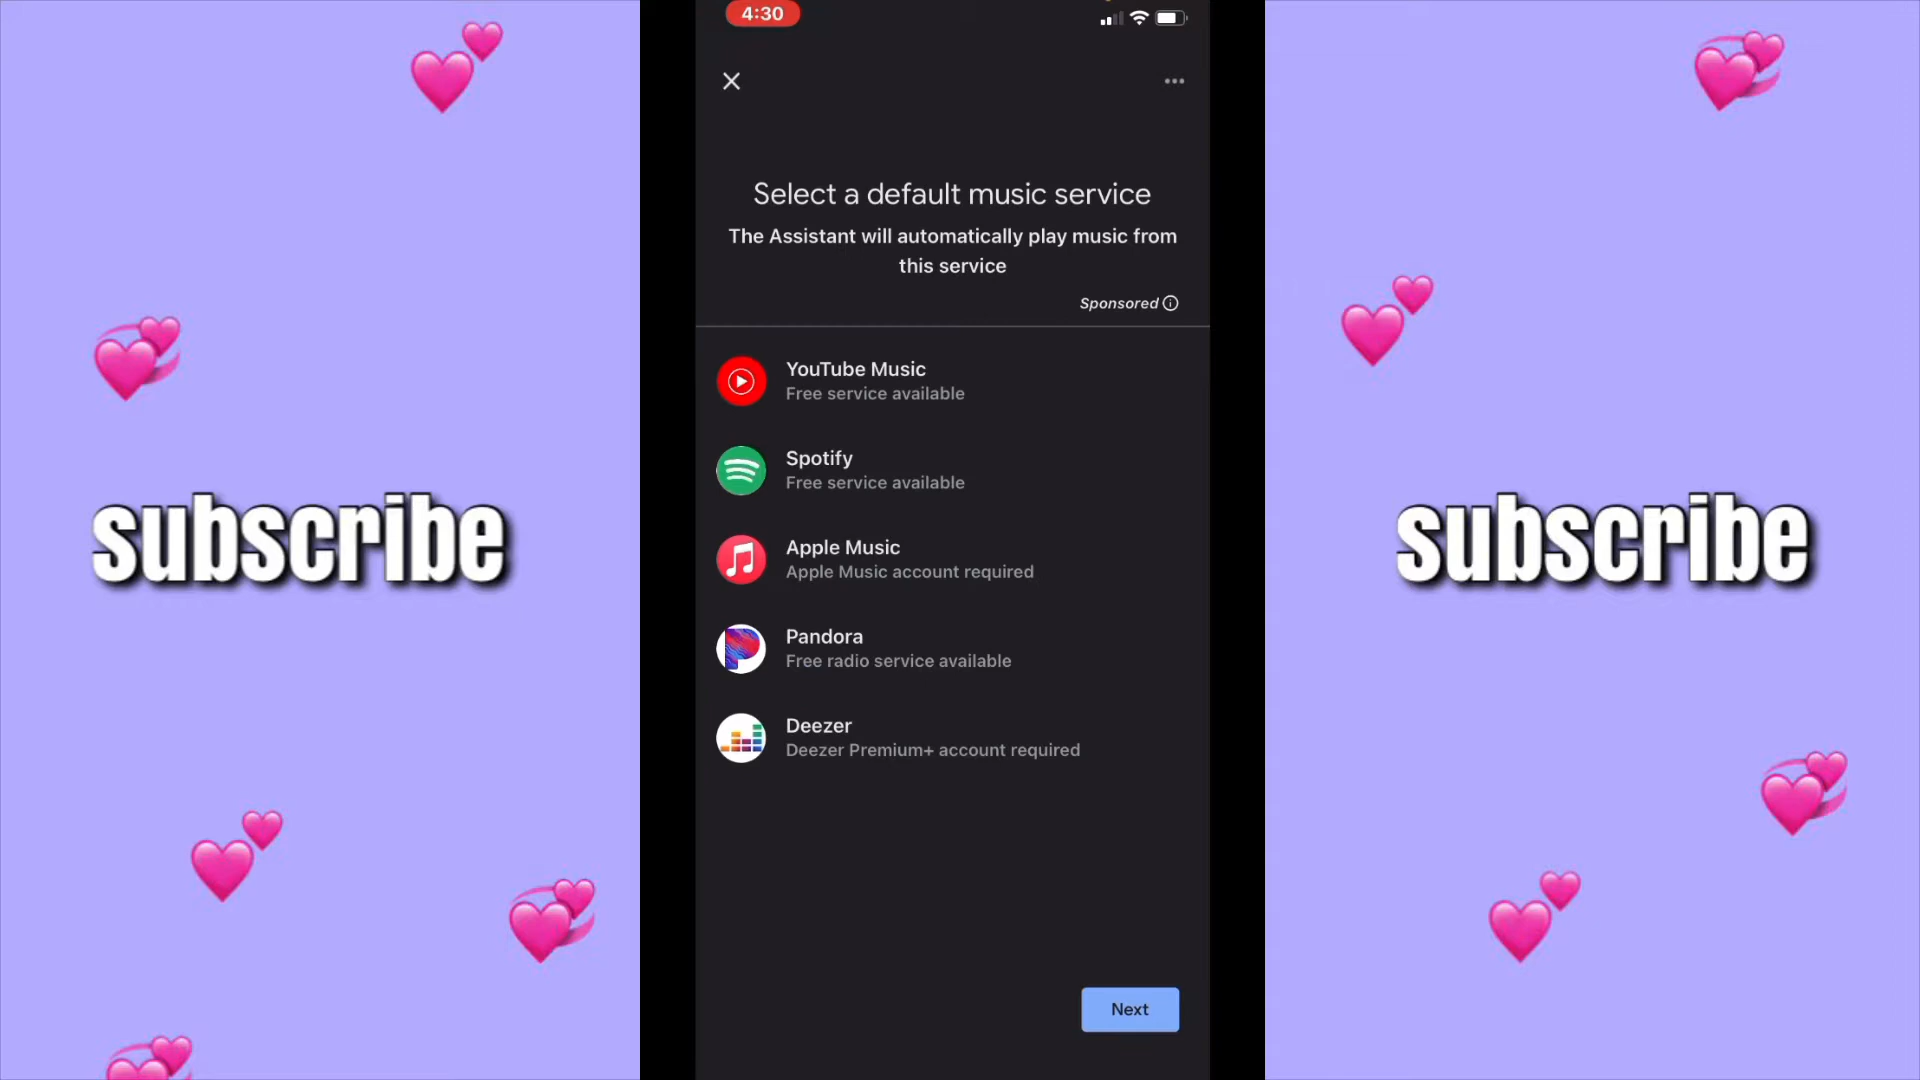 4:30
Select a default music service
The Assistant will automatically play music from
this service
Sponsored
YouTube Music
Free service available
Spotify
Free service available
Apple Music
Apple Music account required
Pandora
Free radio service available
Deezer
Deezer Premium+ account required
Next
subscribe
subscribe